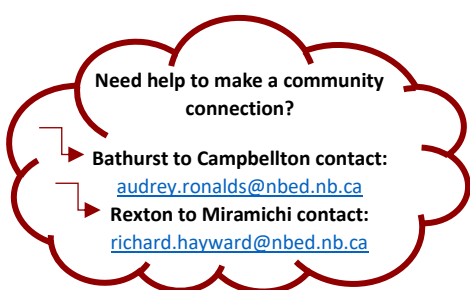 Need help to make a community
connection?
Bathurst to Campbellton contact:
audrey.ronalds@nbed.nb.ca
Rexton to Miramichi contact:
richard.hayward@nbed.nb.ca